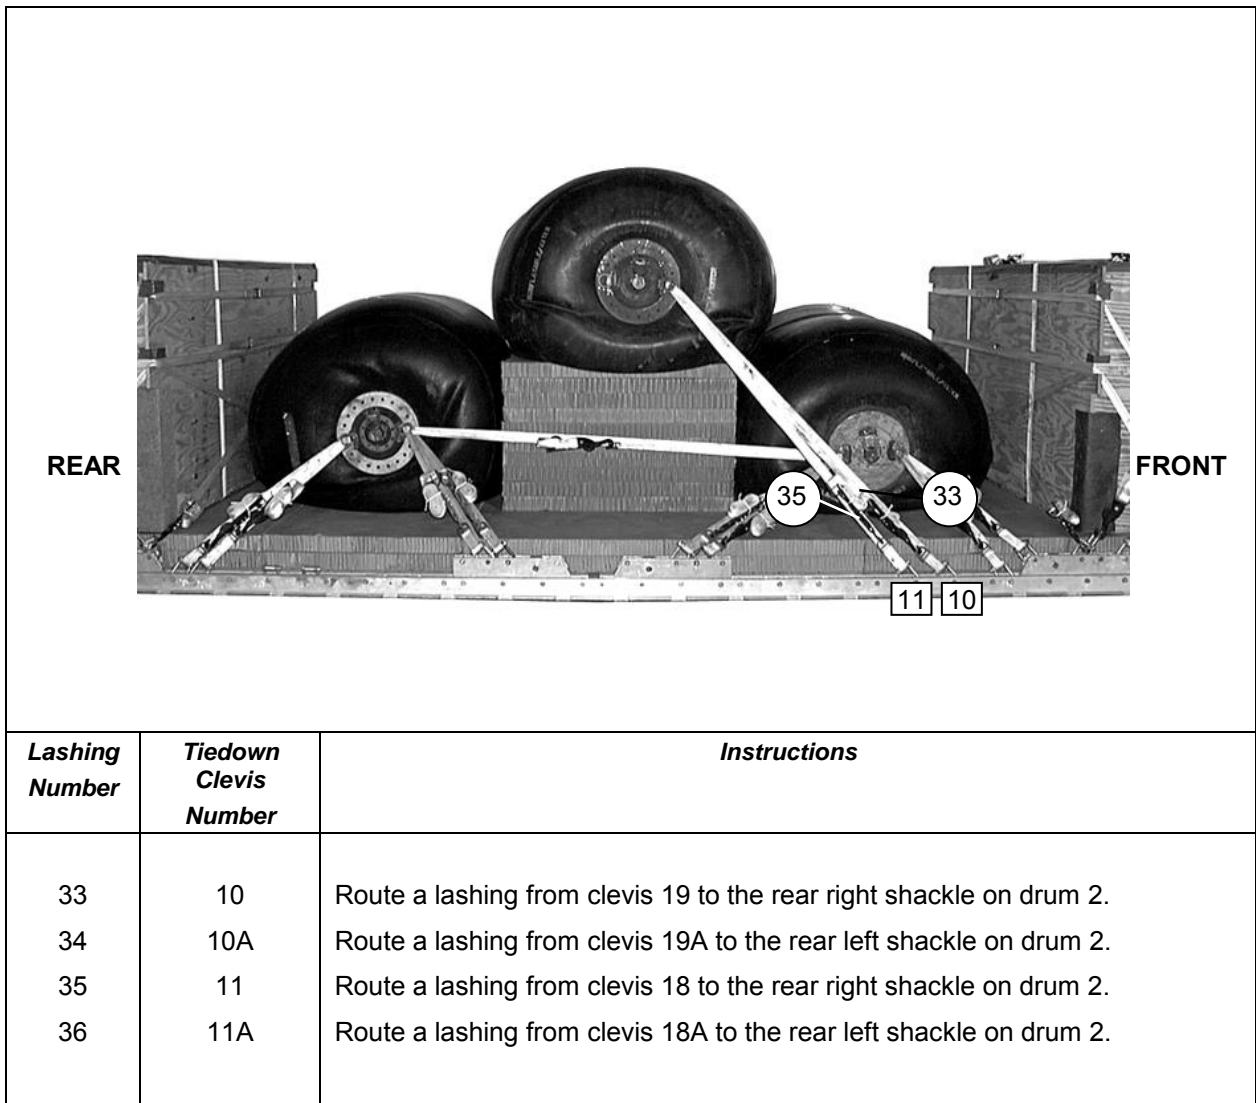 REAR
FRONT
35
33
11
10
Lashing Number
Tiedown Clevis Number
Instructions
33 10 Route a lashing from clevis 19 to the rear right shackle on drum 2.
34 10A Route a lashing from clevis 19A to the rear left shackle on drum 2.
35 11 Route a lashing from clevis 18 to the rear right shackle on drum 2.
36 11A Route a lashing from clevis 18A to the rear left shackle on drum 2.